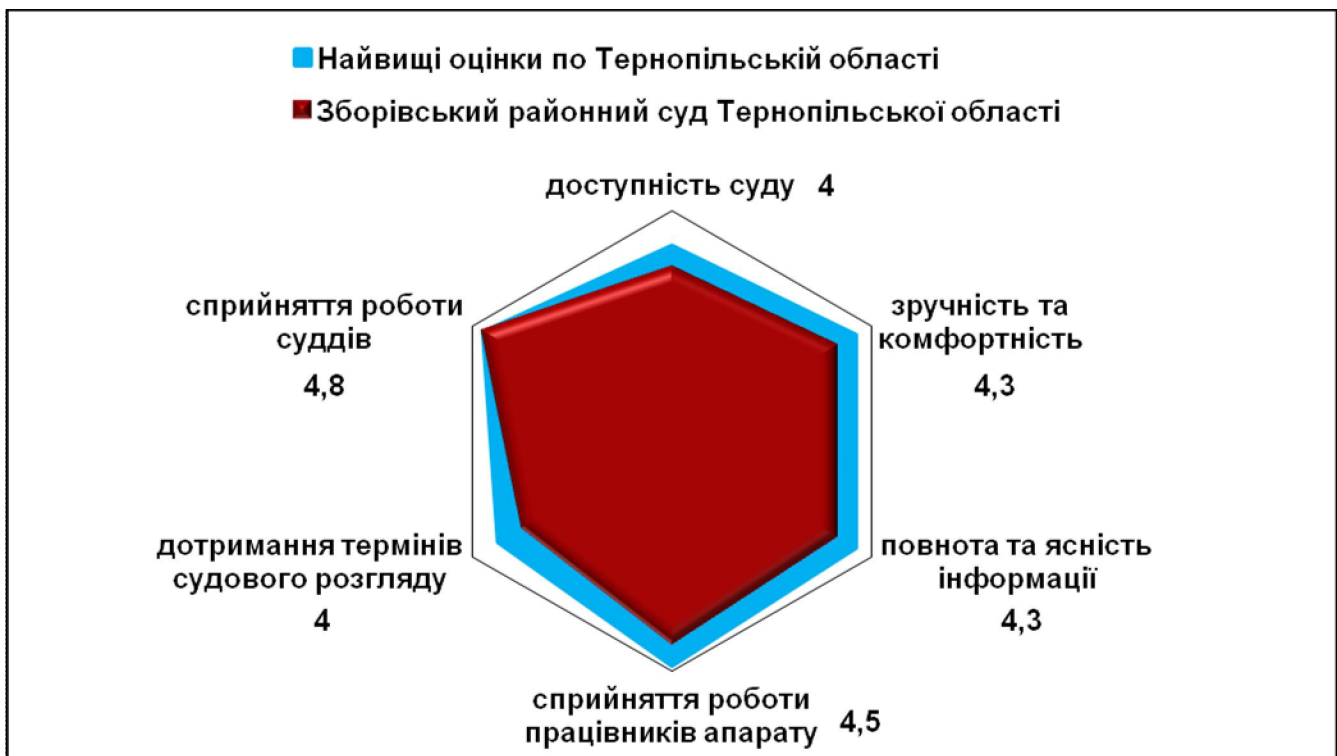 Найвищі оцінки по Тернопільській області
Зборівський районний суд Тернопільської області
доступність суду 4
сприйняття роботи
суддів
4,8
зручність та
комфортність
4,3
дотримання термінів
судового розгляду
4
повнота та ясність
інформації
4,3
сприйняття роботи
працівників апарату 4,5